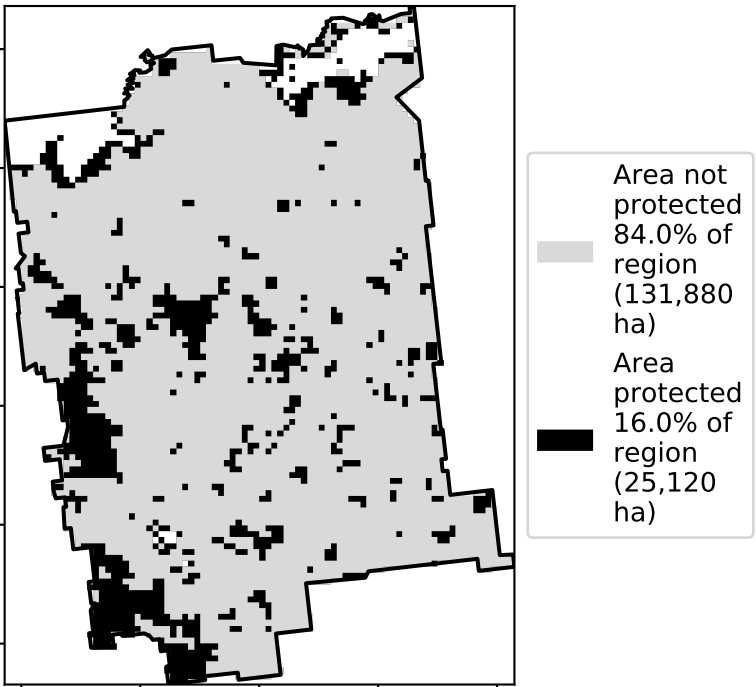 Area not
protected
84.0% of
region
(131,880
ha)
Area
protected
16.0% of
region
(25,120
ha)